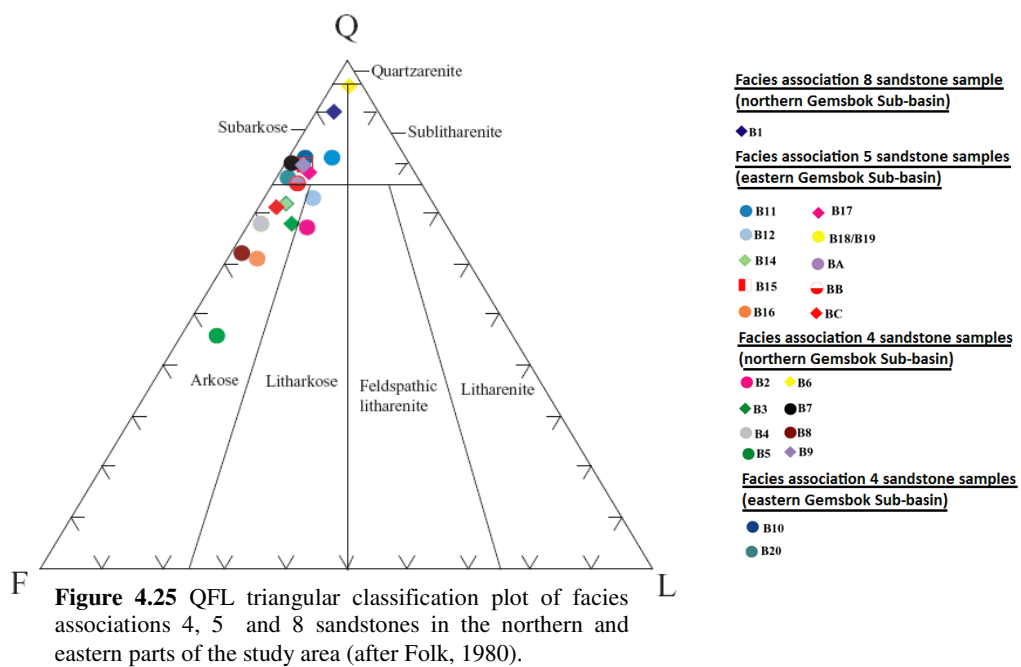 Q
Quartzarenite
Subarkose
Sublitharenite
Arkose
Litharkose
Feldspathic
litharenite
Litharenite
F
L
Facies association 8 sandstone sample
(northern Gemsbok Sub-basin)
B1
Facies association 5 sandstone samples
(eastern Gemsbok Sub-basin)
B11
B17
B12
B18/B19
B14
BA
B15
BB
B16
BC
Facies association 4 sandstone samples
(northern Gemsbok Sub-basin)
B2
B6
B3
B7
B4
B8
B5
B9
Facies association 4 sandstone samples
(eastern Gemsbok Sub-basin)
B10
B20
Figure 4.25 QFL triangular classification plot of facies
associations 4, 5 and 8 sandstones in the northern and
eastern parts of the study area (after Folk, 1980).